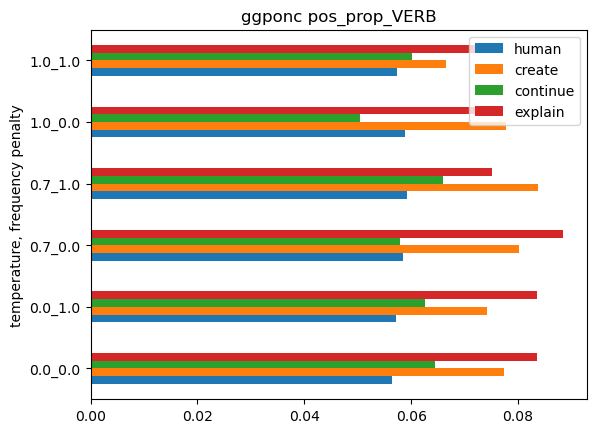 ggponc pos_prop_VERB
human
create
continue
explain
temperature, frequency penalty
1.0_1.0
1.0_0.0
0.7_1.0
0.7_0.0
0.0_1.0
0.0_0.0
0.00 0.02 0.04 0.06 0.08